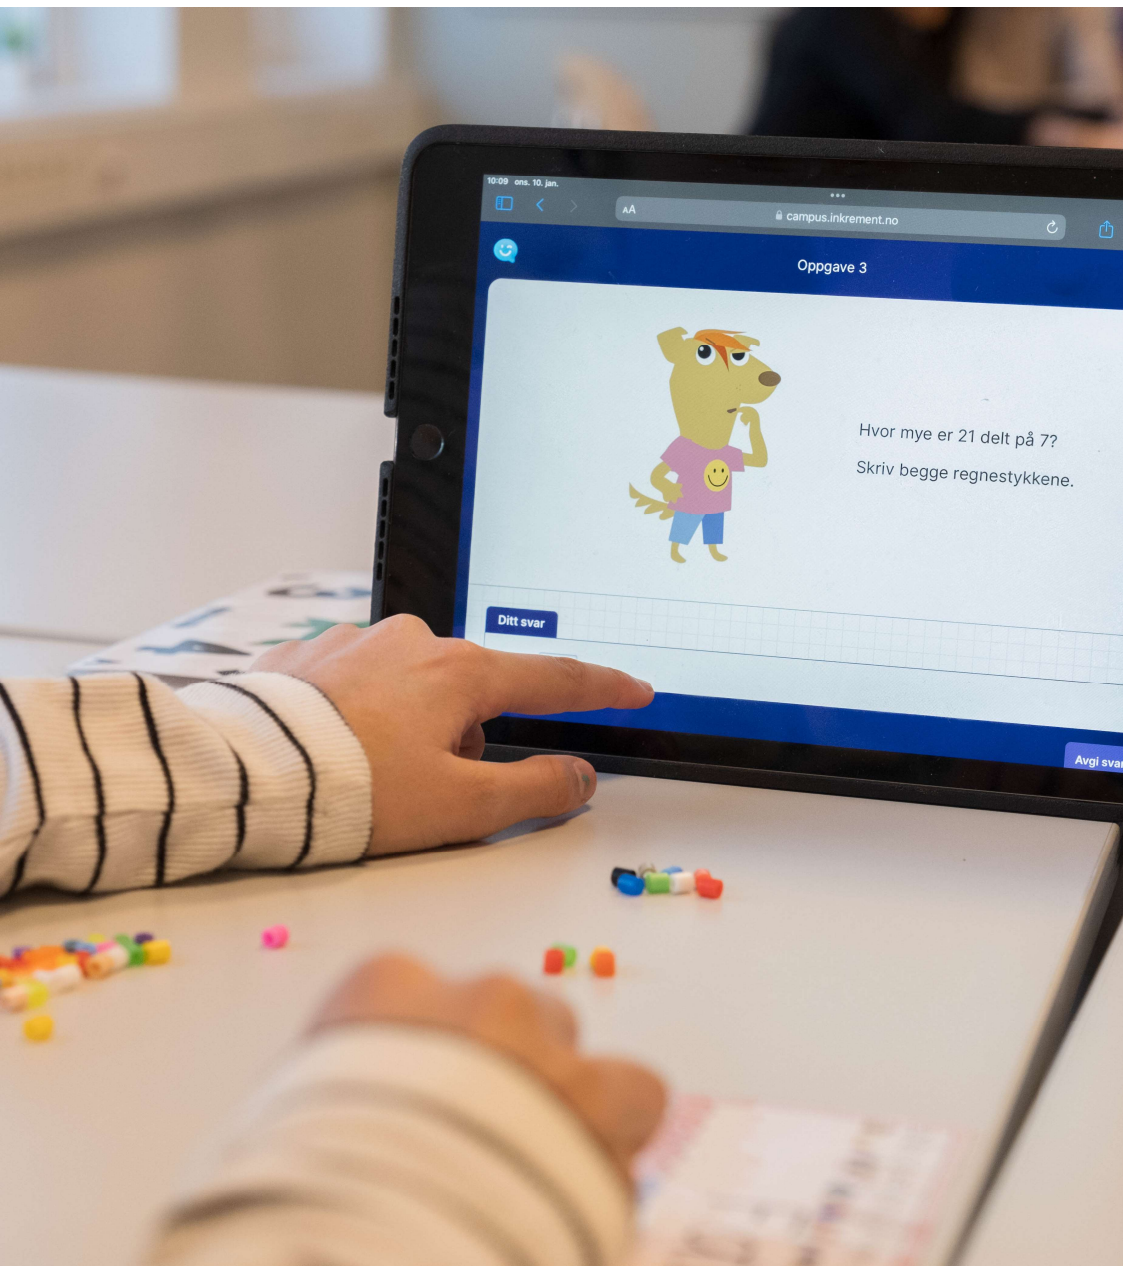 10:09 ons. 10. jan.
AA campus.inkrement.no
Oppgave 3
Hvor mye er 21 delt på 7?
Skriv begge regnestykkene.
Ditt svar
Avgi svar